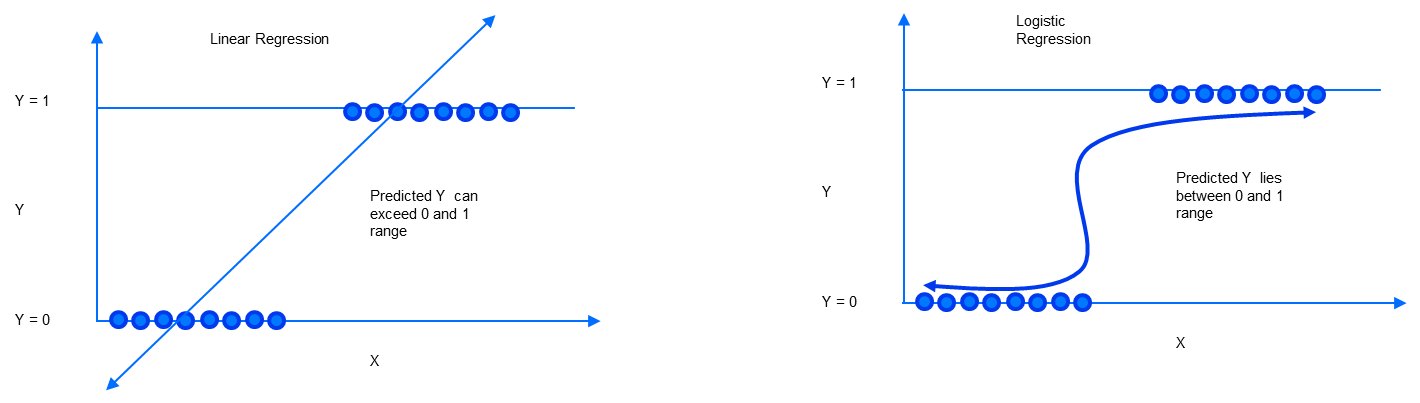 Linear Regression
Y = 1
Y
Predicted Y can
exceed 0 and 1
range
Y = 0
X
Logistic
Regression
Y = 1
Y
Predicted Y lies
between 0 and 1
range
Y = 0
X